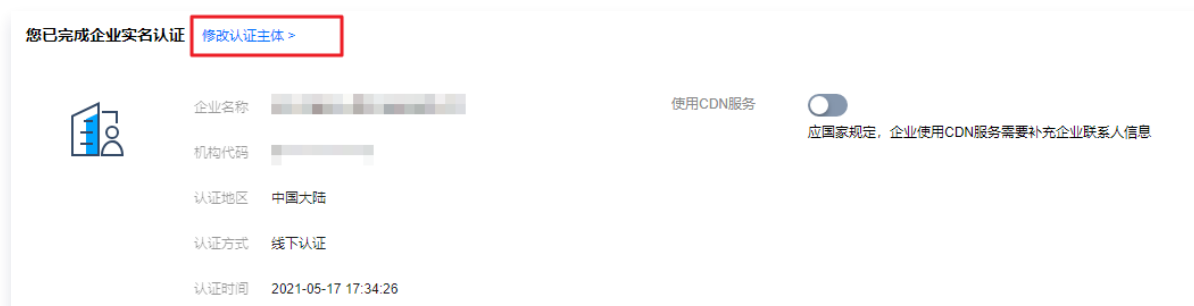 您已完成企业实名认证 修改认证主体 >
企业名称
使用CDN服务
应国家规定，企业使用CDN服务需要补充企业联系人信息
机构代码
认证地区 中国大陆
认证方式 线下认证
认证时间 2021-05-17 17:34:26